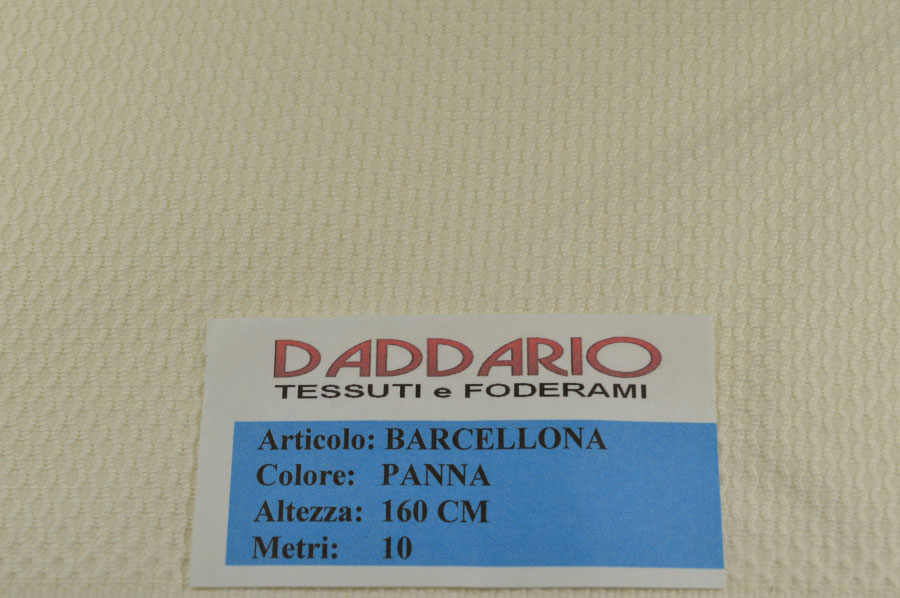 DADDARIO
TESSUTI e FODERAMI
Articolo: BARCELLONA
Colore: PANNA
Altezza: 160 CM
Metri: 10